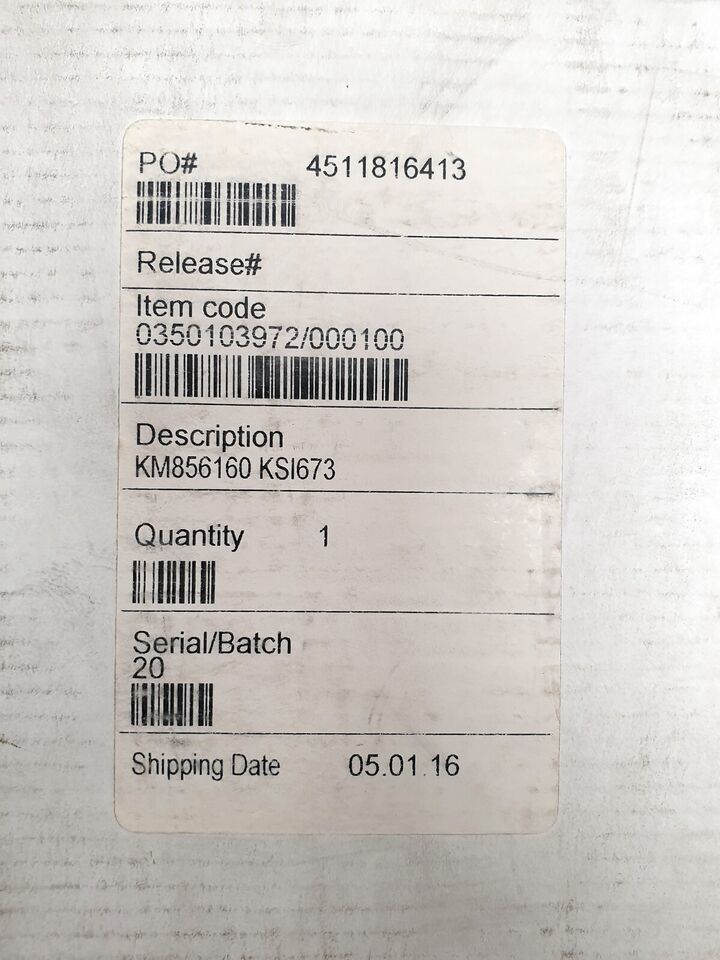 PO# 4511816413
Release#
Item code
0350103972/000100
Description
KM856160 KSI673
Quantity 1
Serial/Batch
20
Shipping Date 05.01.16